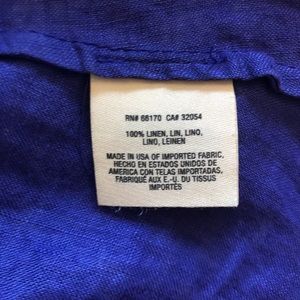 RN# 66170 CA# 32054
100% LINEN, LIN, LINO,
LINO, LEINEN
MADE IN USA OF IMPORTED FABRIC,
HECHO EN ESTADOS UNIDOS DE
AMERICA CON TELAS IMPORTADAS,
FABRIQUÉ AUX E.-U. DU TISSUS
IMPORTÉS